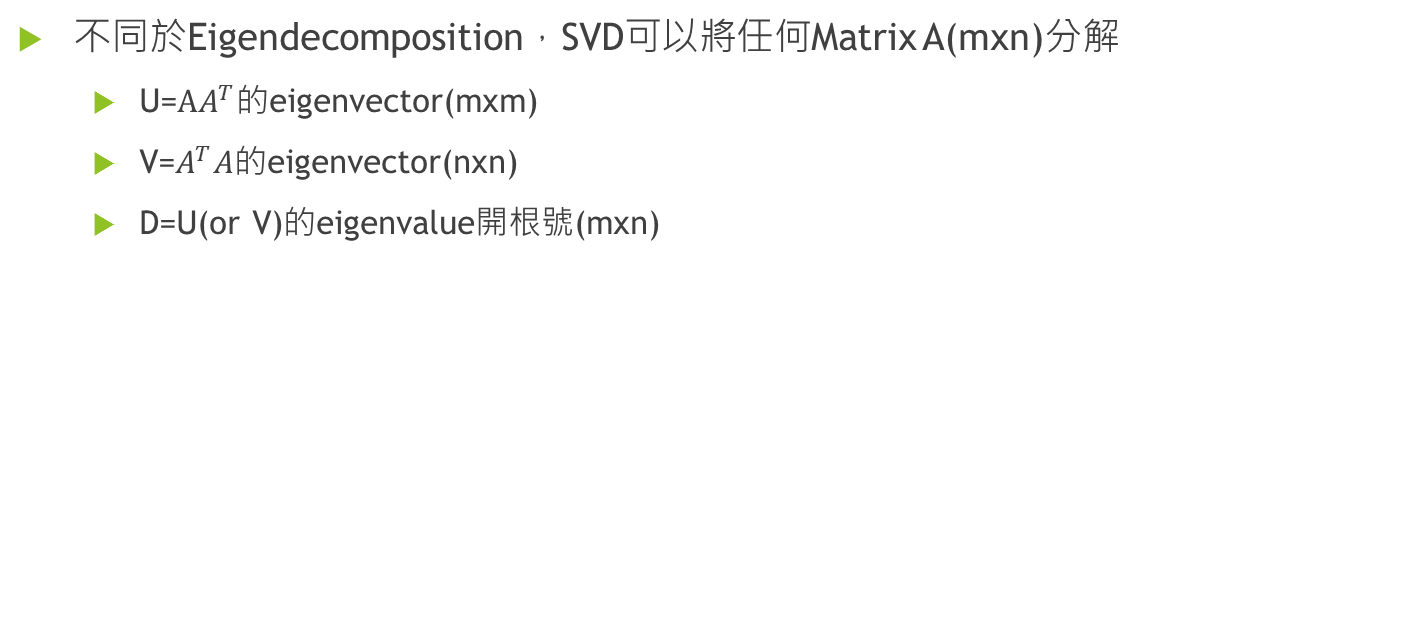 不同於Eigendecomposition，SVD可以將任何Matrix A(mxn)分解
U=AAᵀ的eigenvector(mxm)
V=AᵀA的eigenvector(nxn)
D=U(or V)的eigenvalue開根號(mxn)